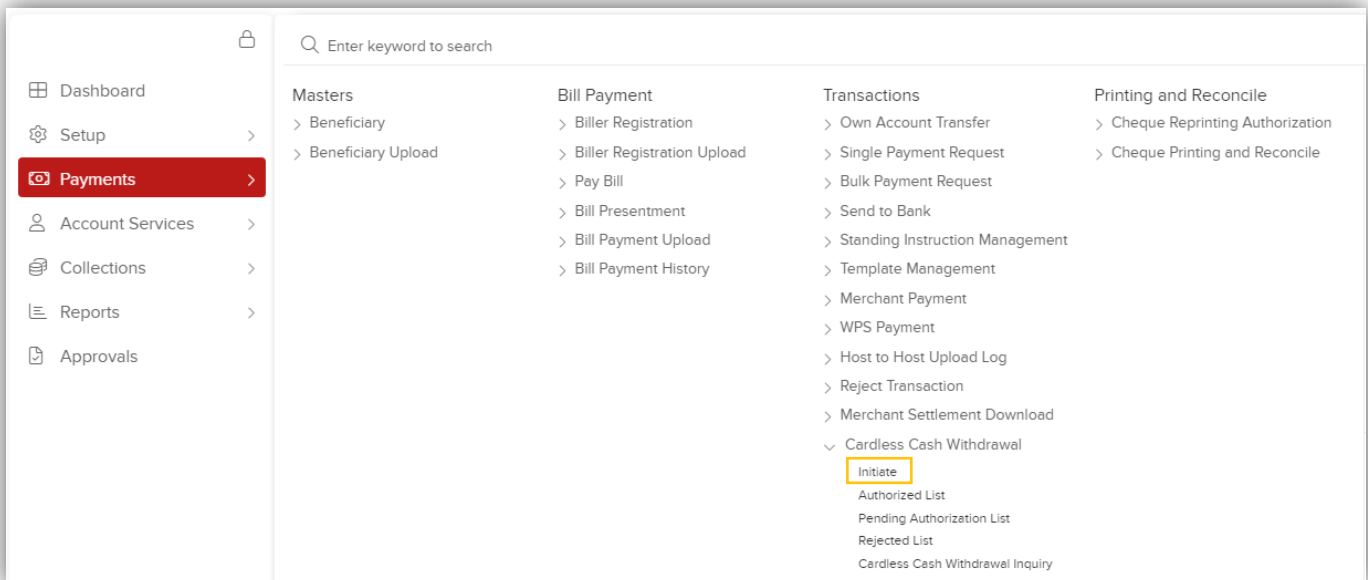 Enter keyword to search
Dashboard
Setup
Payments
Account Services
Collections
Reports
Approvals
Masters
Beneficiary
Beneficiary Upload
Bill Payment
Biller Registration
Biller Registration Upload
Pay Bill
Bill Presentment
Bill Payment Upload
Bill Payment History
Transactions
Own Account Transfer
Single Payment Request
Bulk Payment Request
Send to Bank
Standing Instruction Management
Template Management
Merchant Payment
WPS Payment
Host to Host Upload Log
Reject Transaction
Merchant Settlement Download
Cardless Cash Withdrawal
Initiate
Authorized List
Pending Authorization List
Rejected List
Cardless Cash Withdrawal Inquiry
Printing and Reconcile
Cheque Reprinting Authorization
Cheque Printing and Reconcile